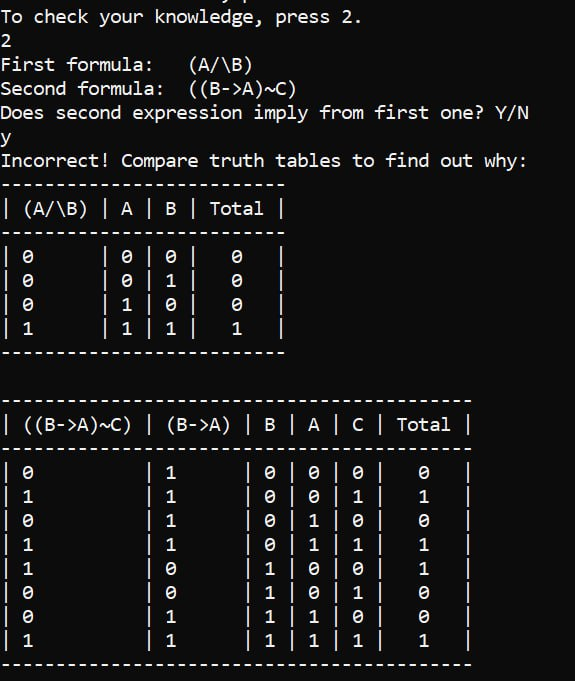 To check your knowledge, press 2.
2
First formula:   (A/\B)
Second formula:  ((B->A)~C)
Does second expression imply from first one? Y/N
y
Incorrect! Compare truth tables to find out why:
--------------------------
| (A/\B) | A | B | Total |
--------------------------
| 0      | 0 | 0 |   0   |
| 0      | 0 | 1 |   0   |
| 0      | 1 | 0 |   0   |
| 1      | 1 | 1 |   1   |
--------------------------
-------------------------------------------
| ((B->A)~C) | (B->A) | B | A | C | Total |
-------------------------------------------
| 0          | 1      | 0 | 0 | 0 |   0   |
| 1          | 1      | 0 | 0 | 1 |   1   |
| 0          | 1      | 0 | 1 | 0 |   0   |
| 1          | 1      | 0 | 1 | 1 |   1   |
| 1          | 0      | 1 | 0 | 0 |   1   |
| 0          | 0      | 1 | 0 | 1 |   0   |
| 0          | 1      | 1 | 1 | 0 |   0   |
| 1          | 1      | 1 | 1 | 1 |   1   |
-------------------------------------------